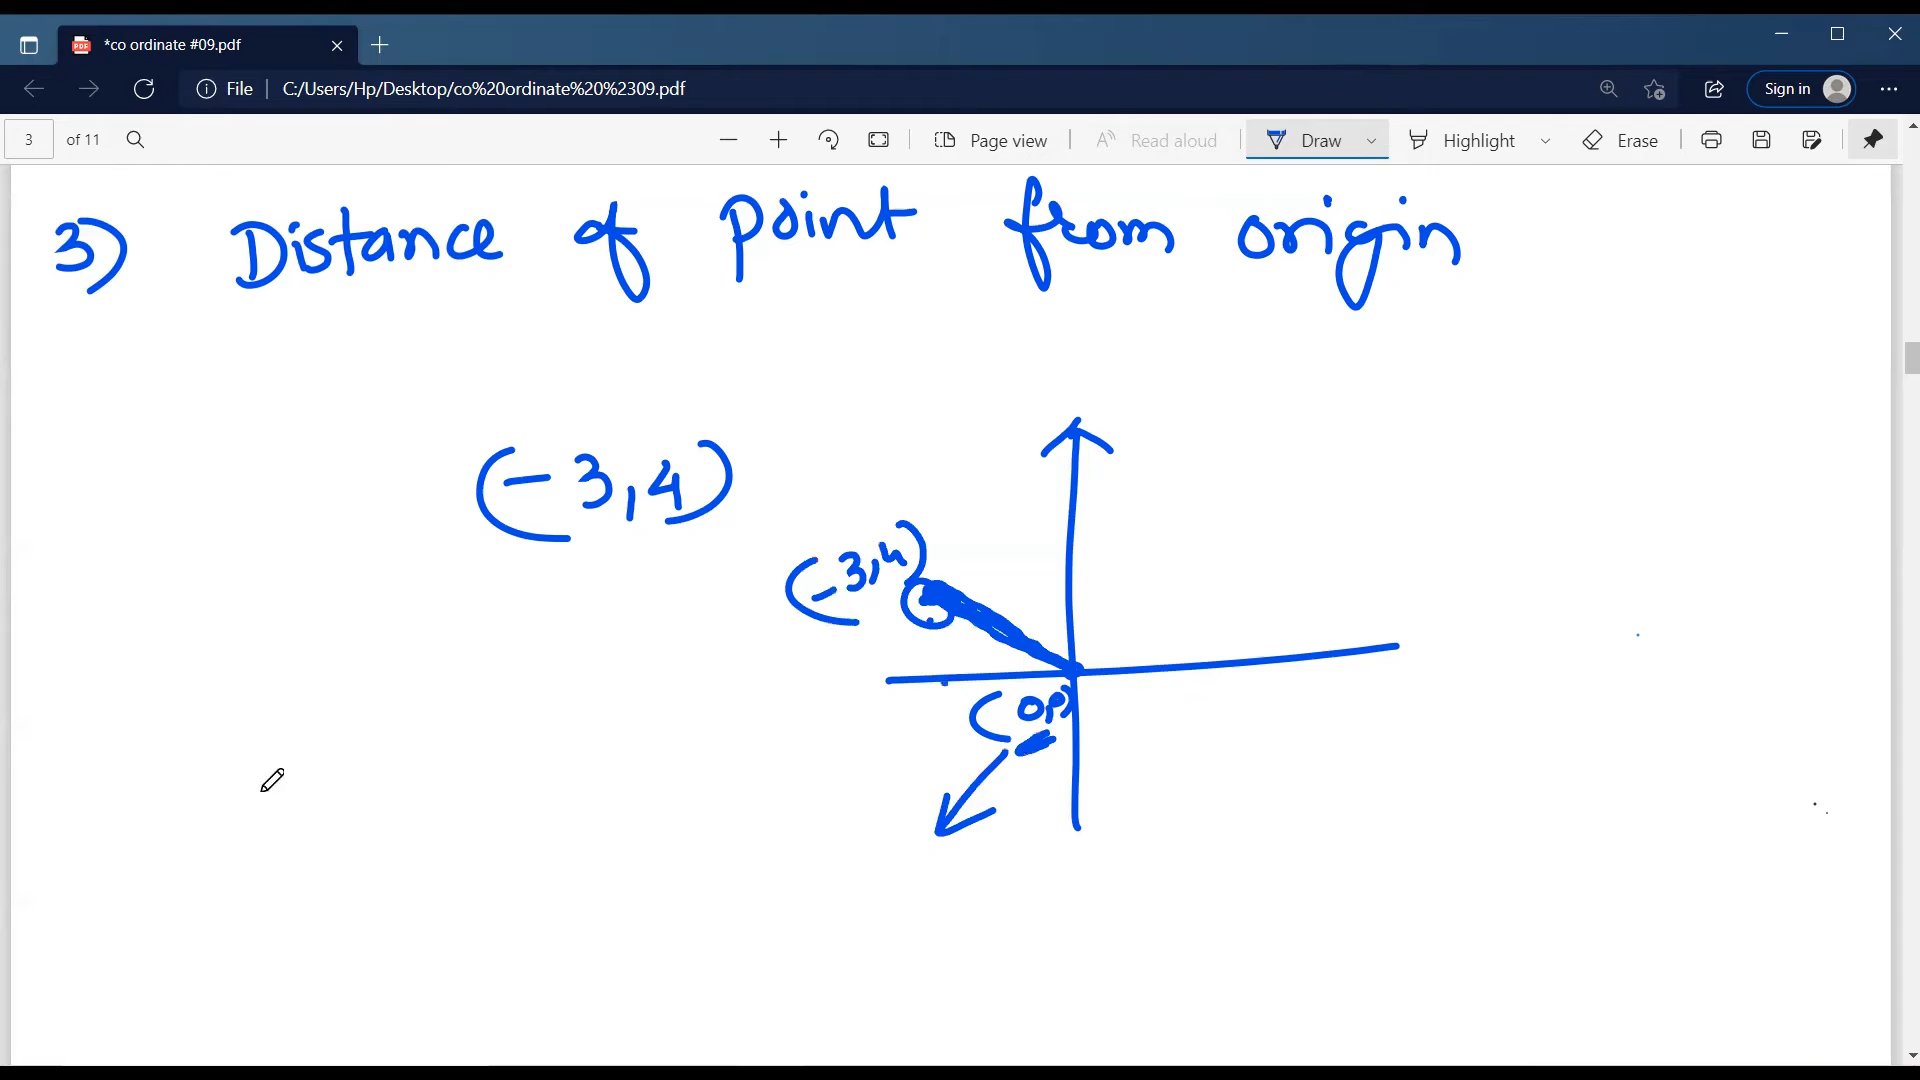 *co ordinate #09.pdf
File | C:/Users/Hp/Desktop/co%20ordinate%20%2309.pdf
Sign in
3 of 11
Page view
Read aloud
Draw
Highlight
Erase
3) Distance of point from origin
(-3,4)
(-3,4)
(0,0)